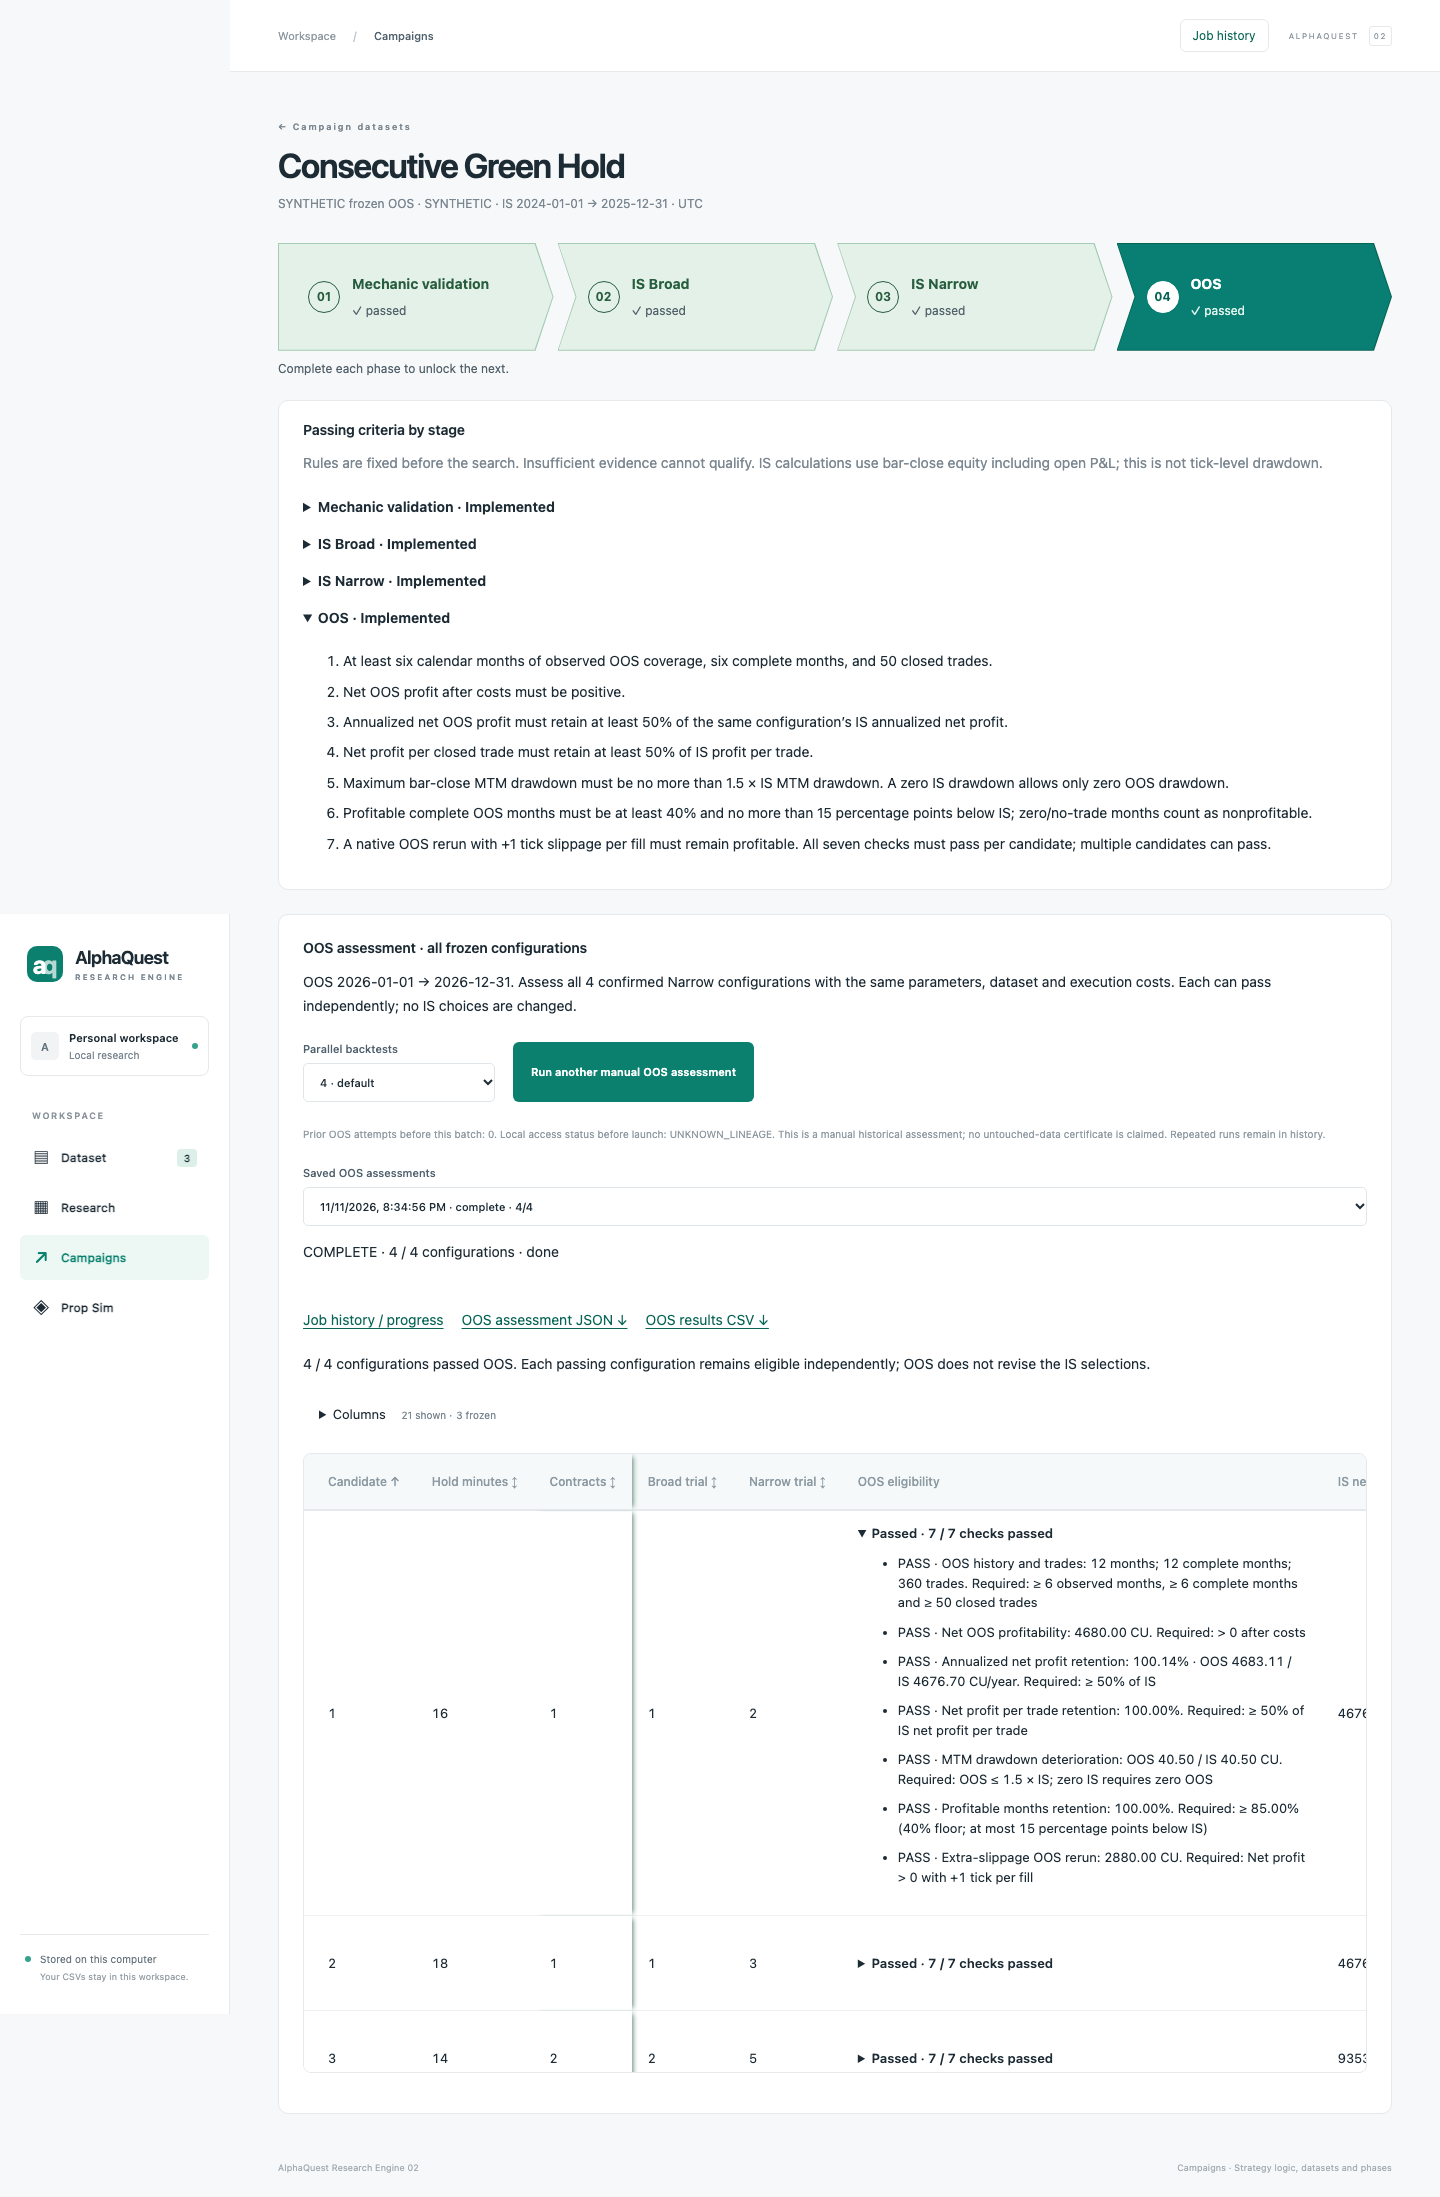 Workspace / Campaigns
Job history
ALPHAQUEST 02
← Campaign datasets
Consecutive Green Hold
SYNTHETIC frozen OOS · SYNTHETIC · IS 2024-01-01 → 2025-12-31 · UTC
01 Mechanic validation
✓ passed
02 IS Broad
✓ passed
03 IS Narrow
✓ passed
04 OOS
✓ passed
Complete each phase to unlock the next.
Passing criteria by stage
Rules are fixed before the search. Insufficient evidence cannot qualify. IS calculations use bar-close equity including open P&L; this is not tick-level drawdown.
▶ Mechanic validation · Implemented
▶ IS Broad · Implemented
▶ IS Narrow · Implemented
▼ OOS · Implemented
1. At least six calendar months of observed OOS coverage, six complete months, and 50 closed trades.
2. Net OOS profit after costs must be positive.
3. Annualized net OOS profit must retain at least 50% of the same configuration’s IS annualized net profit.
4. Net profit per closed trade must retain at least 50% of IS profit per trade.
5. Maximum bar-close MTM drawdown must be no more than 1.5 × IS MTM drawdown. A zero IS drawdown allows only zero OOS drawdown.
6. Profitable complete OOS months must be at least 40% and no more than 15 percentage points below IS; zero/no-trade months count as nonprofitable.
7. A native OOS rerun with +1 tick slippage per fill must remain profitable. All seven checks must pass per candidate; multiple candidates can pass.
aq AlphaQuest
RESEARCH ENGINE
A Personal workspace
Local research
WORKSPACE
Dataset 3
Research
Campaigns
Prop Sim
Stored on this computer
Your CSVs stay in this workspace.
OOS assessment · all frozen configurations
OOS 2026-01-01 → 2026-12-31. Assess all 4 confirmed Narrow configurations with the same parameters, dataset and execution costs. Each can pass
independently; no IS choices are changed.
Parallel backtests
4 · default
Run another manual OOS assessment
Prior OOS attempts before this batch: 0. Local access status before launch: UNKNOWN_LINEAGE. This is a manual historical assessment; no untouched-data certificate is claimed. Repeated runs remain in history.
Saved OOS assessments
11/11/2026, 8:34:56 PM · complete · 4/4
COMPLETE · 4 / 4 configurations · done
Job history / progress OOS assessment JSON ↓ OOS results CSV ↓
4 / 4 configurations passed OOS. Each passing configuration remains eligible independently; OOS does not revise the IS selections.
▶ Columns 21 shown · 3 frozen
Candidate ↑ Hold minutes ↕ Contracts ↕ Broad trial ↕ Narrow trial ↕ OOS eligibility IS ne
1 16 1 1 2 4676
▼ Passed · 7 / 7 checks passed
• PASS · OOS history and trades: 12 months; 12 complete months;
360 trades. Required: ≥ 6 observed months, ≥ 6 complete months
and ≥ 50 closed trades
• PASS · Net OOS profitability: 4680.00 CU. Required: > 0 after costs
• PASS · Annualized net profit retention: 100.14% · OOS 4683.11 /
IS 4676.70 CU/year. Required: ≥ 50% of IS
• PASS · Net profit per trade retention: 100.00%. Required: ≥ 50% of
IS net profit per trade
• PASS · MTM drawdown deterioration: OOS 40.50 / IS 40.50 CU.
Required: OOS ≤ 1.5 × IS; zero IS requires zero OOS
• PASS · Profitable months retention: 100.00%. Required: ≥ 85.00%
(40% floor; at most 15 percentage points below IS)
• PASS · Extra-slippage OOS rerun: 2880.00 CU. Required: Net profit
> 0 with +1 tick per fill
2 18 1 1 3 ▶ Passed · 7 / 7 checks passed 4676
3 14 2 2 5 ▶ Passed · 7 / 7 checks passed 9353
AlphaQuest Research Engine 02
Campaigns · Strategy logic, datasets and phases